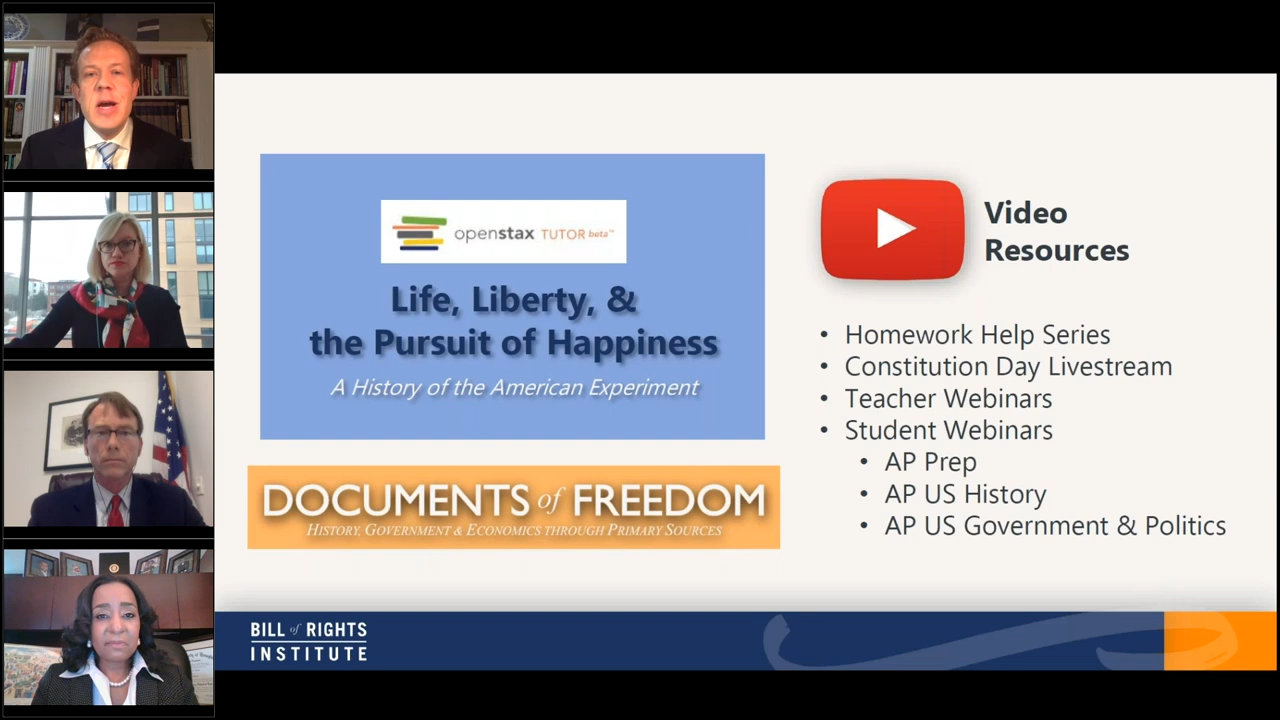 openstax TUTOR beta™
Life, Liberty, &
the Pursuit of Happiness
A History of the American Experiment
DOCUMENTS of FREEDOM
HISTORY, GOVERNMENT & ECONOMICS THROUGH PRIMARY SOURCES
Video
Resources
• Homework Help Series
• Constitution Day Livestream
• Teacher Webinars
• Student Webinars
• AP Prep
• AP US History
• AP US Government & Politics
BILL of RIGHTS
INSTITUTE